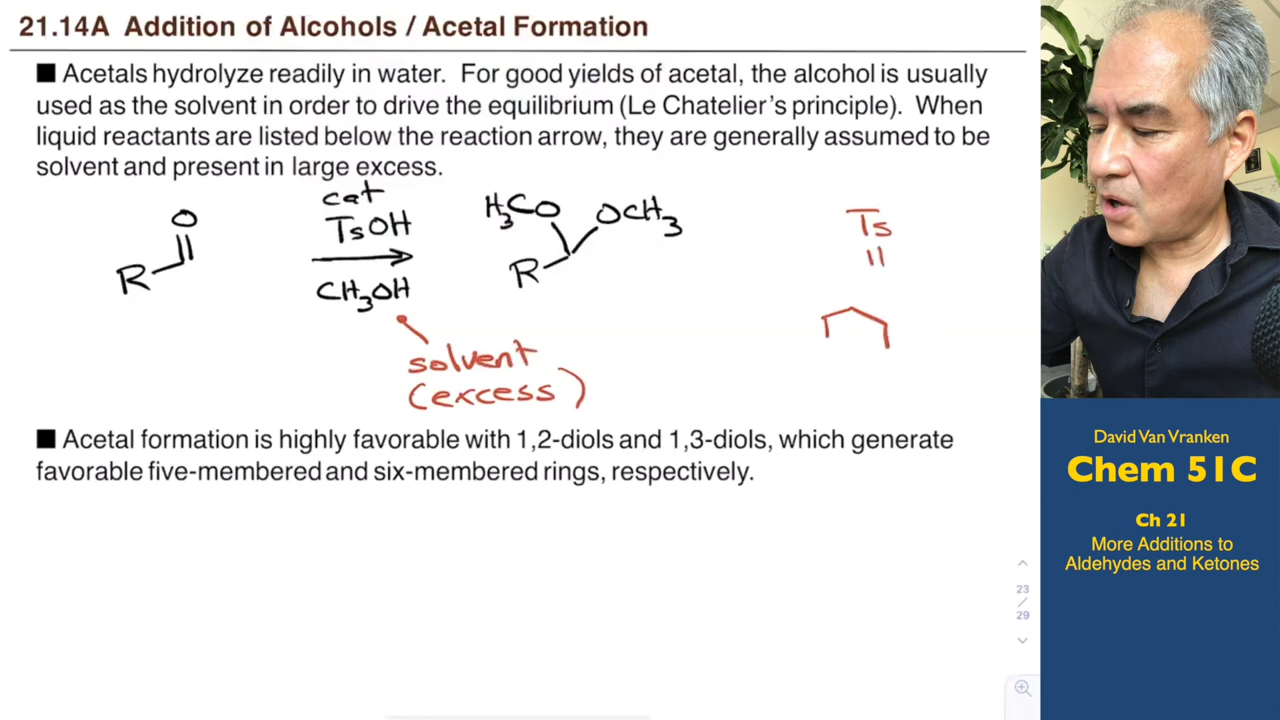 21.14A Addition of Alcohols / Acetal Formation
■ Acetals hydrolyze readily in water. For good yields of acetal, the alcohol is usually
used as the solvent in order to drive the equilibrium (Le Chatelier's principle). When
liquid reactants are listed below the reaction arrow, they are generally assumed to be
solvent and present in large excess.
O
R
cat
TsOH
CH3OH
H3CO OCH3
R
Ts
=
solvent
(excess)
■ Acetal formation is highly favorable with 1,2-diols and 1,3-diols, which generate
favorable five-membered and six-membered rings, respectively.
David Van Vranken
Chem 51C
Ch 21
More Additions to
Aldehydes and Ketones
23
/
29